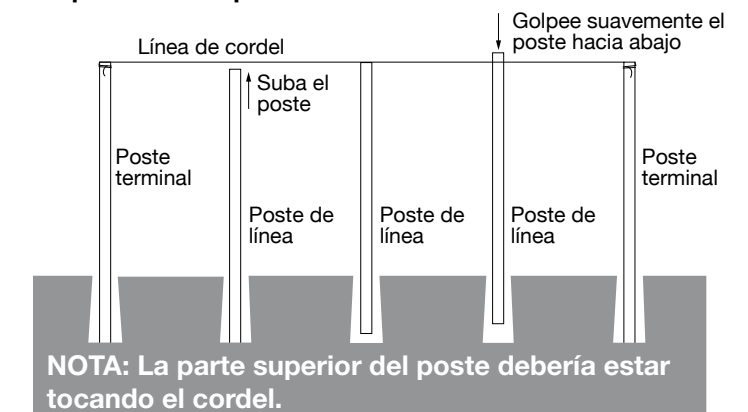 Golpee suavemente el
poste hacia abajo
Línea de cordel
Suba el
poste
Poste
terminal
Poste
terminal
Poste de
línea
Poste de
línea
Poste de
línea
NOTA: La parte superior del poste debería estar
tocando el cordel.